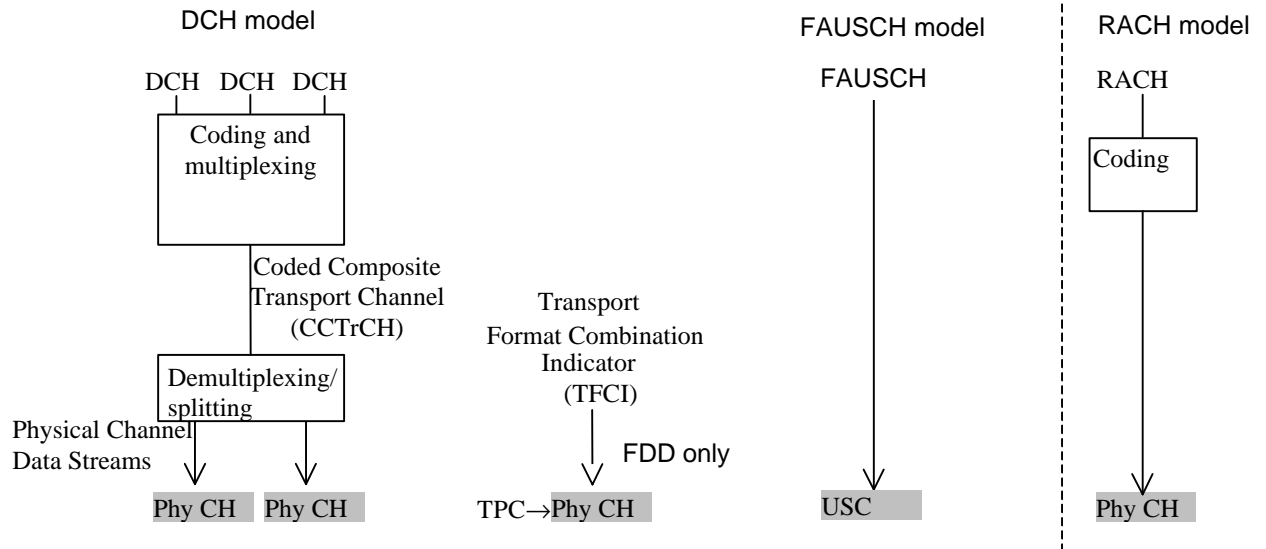 DCH model
FAUSCH model
RACH model
DCH DCH DCH
FAUSCH
RACH
Coding and
multiplexing
Coding
Coded Composite
Transport Channel
(CCTrCH)
Transport
Format Combination
Indicator
(TFCI)
Demultiplexing/
splitting
Physical Channel
Data Streams
FDD only
Phy CH Phy CH
TPC→Phy CH
USC
Phy CH